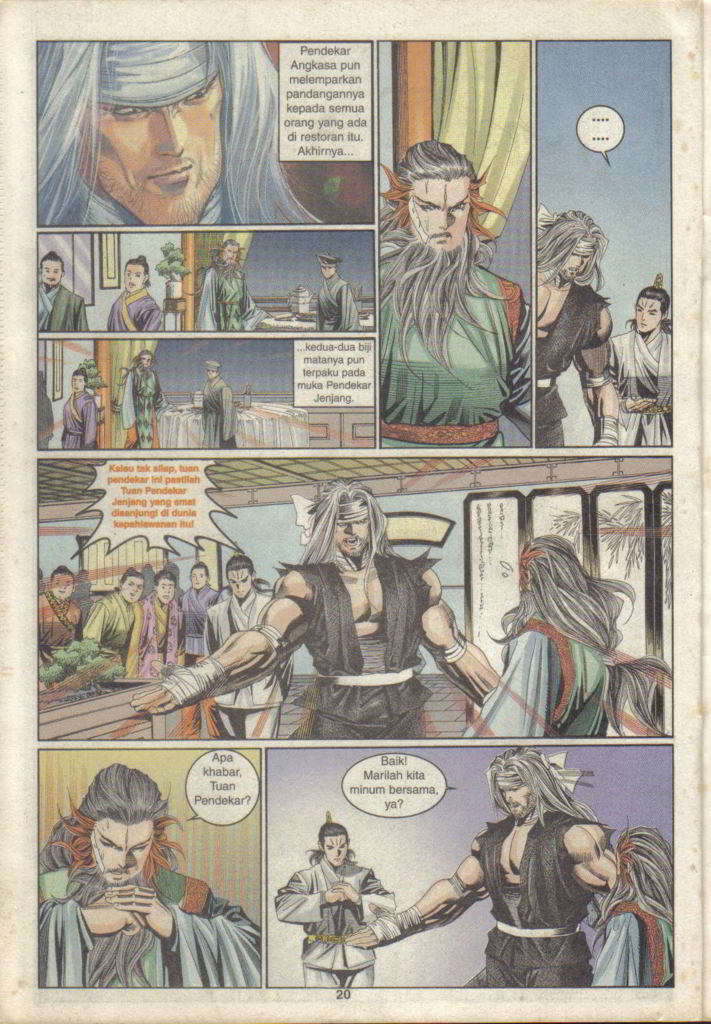 Pendekar
Angkasa pun
melemparkan
pandangannya
kepada semua
orang yang ada
di restoran itu.
Akhirnya...
....
....
...kedua-dua biji
matanya pun
terpaku pada
muka Pendekar
Jenjang.
Kalau tak silap, tuan
pendekar ini pastilah
Tuan Pendekar
Jenjang yang amat
disanjungi di dunia
kepahlawanan itu!
Apa
khabar,
Tuan
Pendekar?
Baik!
Marilah kita
minum bersama,
ya?
20